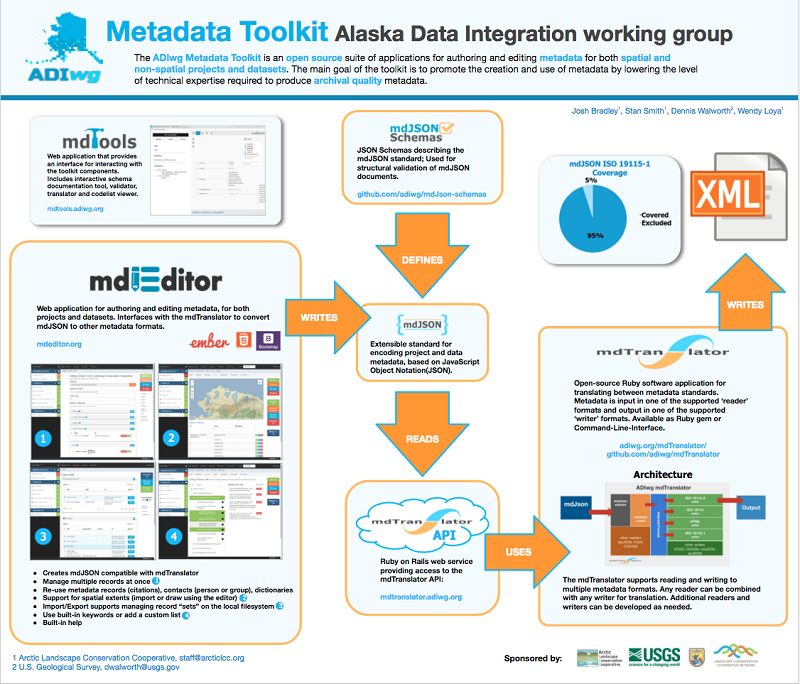 Metadata Toolkit Alaska Data Integration working group
ADIwg
The ADIwg Metadata Toolkit is an open source suite of applications for authoring and editing metadata for both spatial and
non-spatial projects and datasets. The main goal of the toolkit is to promote the creation and use of metadata by lowering the level
of technical expertise required to produce archival quality metadata.
Josh Bradley1, Stan Smith1, Dennis Walworth2, Wendy Loya1
mdTools
Web application that provides
an interface for interacting with
the toolkit components.
Includes interactive schema
documentation tool, validator,
translator and codelist viewer.
mdtools.adiwg.org
mdJSON
Schemas
JSON Schemas describing the
mdJSON standard; Used for
structural validation of mdJSON
documents.
github.com/adiwg/mdJson-schemas
mdJSON ISO 19115-1
Coverage
5%
95%
Covered
Excluded
XML
DEFINES
mdEditor
Web application for authoring and editing metadata, for both
projects and datasets. Interfaces with the mdTranslator to convert
mdJSON to other metadata formats.
mdeditor.org
ember
5
B
Bootstrap
1
2
3
4
Creates mdJSON compatible with mdTranslator
Manage multiple records at once 3
Re-use metadata records (citations), contacts (person or group), dictionaries
Support for spatial extents (import or draw using the editor) 2
Import/Export supports managing record “sets” on the local filesystem 3
Use built-in keywords or add a custom list 4
Built-in help
WRITES
{mdJSON}
Extensible standard for
encoding project and data
metadata, based on JavaScript
Object Notation(JSON).
READS
mdTranslator
API
Ruby on Rails web service
providing access to the
mdTranslator API:
mdtranslator.adiwg.org
USES
WRITES
mdTranslator
Open-source Ruby software application for
translating between metadata standards.
Metadata is input in one of the supported ‘reader’
formats and output in one of the supported
‘writer’ formats. Available as Ruby gem or
Command-Line-Interface.
adiwg.org/mdTranslator/
github.com/adiwg/mdTranslator
Architecture
ADIwg mdTranslator
mdJson
Output
The mdTranslator supports reading and writing to
multiple metadata formats. Any reader can be combined
with any writer for translation. Additional readers and
writers can be developed as needed.
1 Arctic Landscape Conservation Cooperative, staff@arcticlcc.org
2 U.S. Geological Survey, dwalworth@usgs.gov
Sponsored by:
Arctic
landscape
conservation
cooperative
USGS
science for a changing world
LANDSCAPE CONSERVATION
COOPERATIVE NETWORK